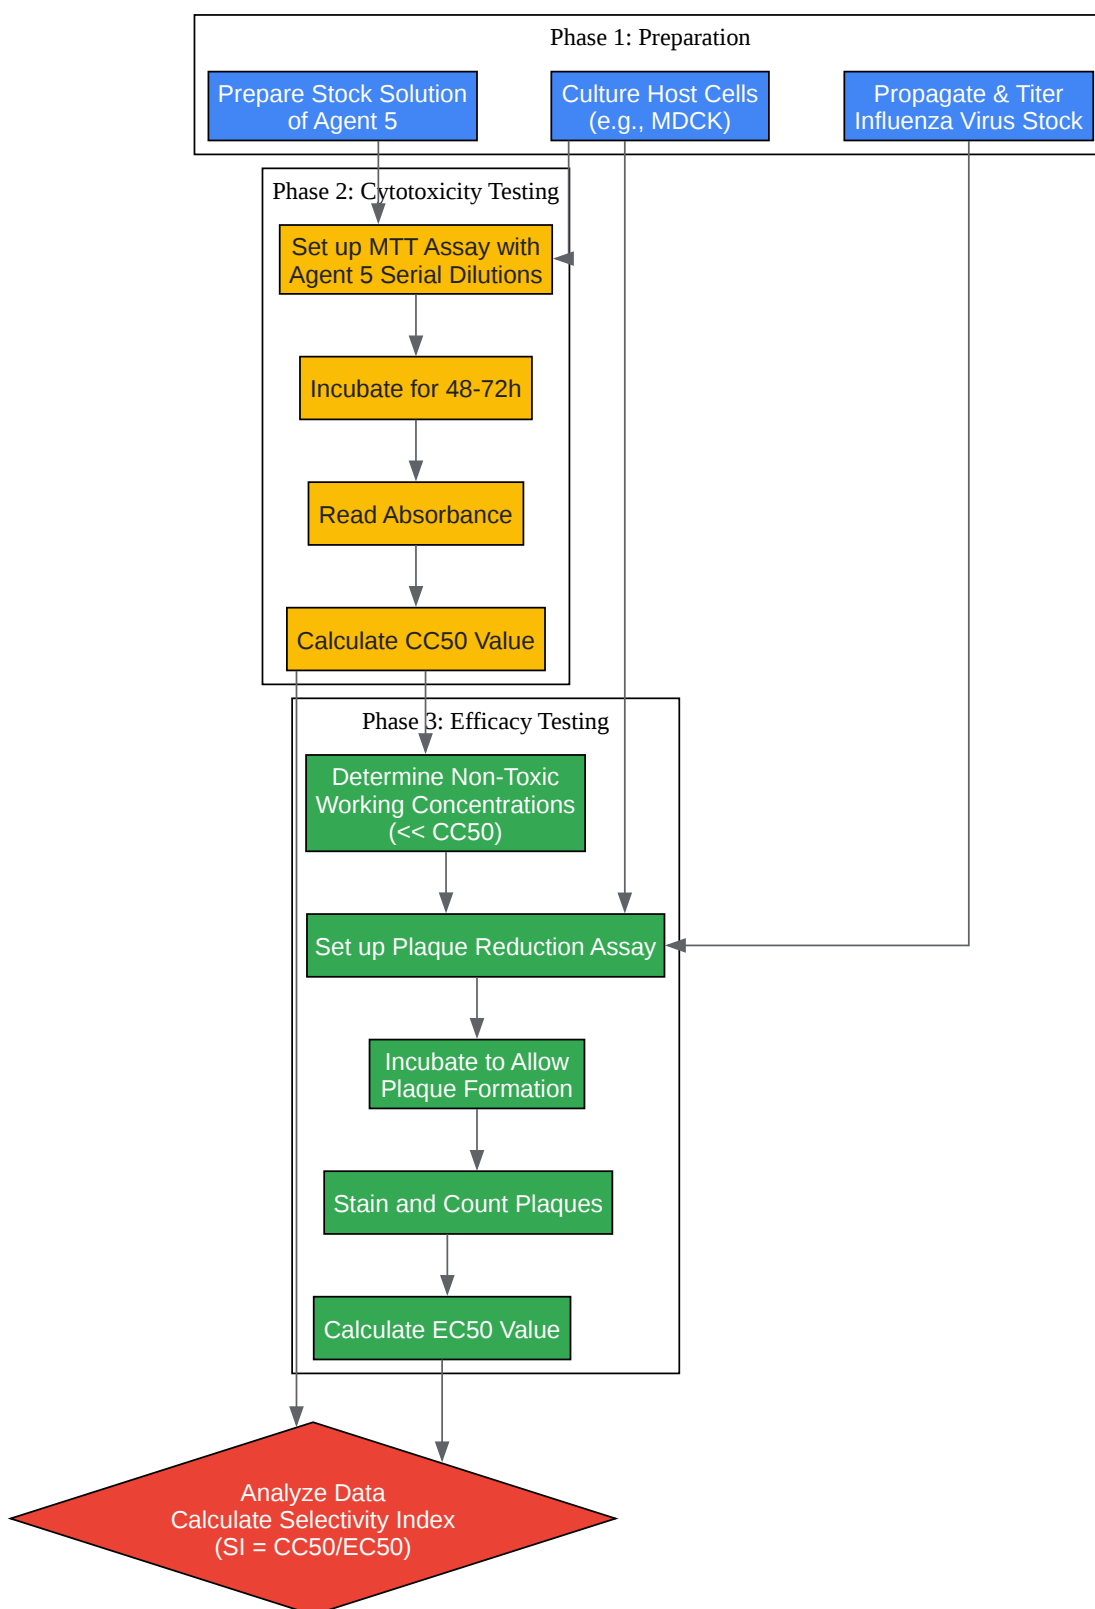 Phase 1: Preparation
Prepare Stock Solution
of Agent 5
Culture Host Cells
(e.g., MDCK)
Propagate & Titer
Influenza Virus Stock
Phase 2: Cytotoxicity Testing
Set up MTT Assay with
Agent 5 Serial Dilutions
Incubate for 48-72h
Read Absorbance
Calculate CC50 Value
Phase 3: Efficacy Testing
Determine Non-Toxic
Working Concentrations
(<< CC50)
Set up Plaque Reduction Assay
Incubate to Allow
Plaque Formation
Stain and Count Plaques
Calculate EC50 Value
Analyze Data
Calculate Selectivity Index
(SI = CC50/EC50)